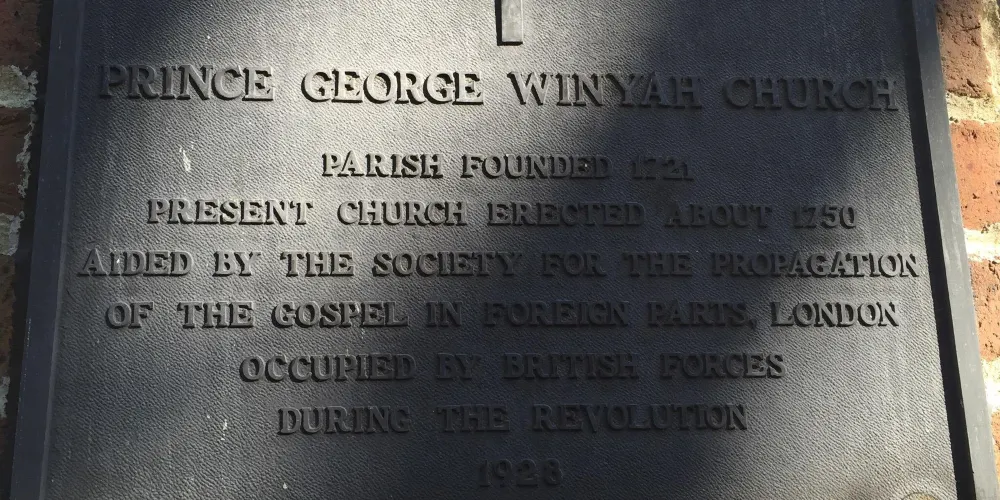 PRINCE GEORGE WINYAH CHURCH
PARISH FOUNDED 1721
PRESENT CHURCH ERECTED ABOUT 1750
AIDED BY THE SOCIETY FOR THE PROPAGATION
OF THE GOSPEL IN FOREIGN PARTS, LONDON
OCCUPIED BY BRITISH FORCES
DURING THE REVOLUTION
1928